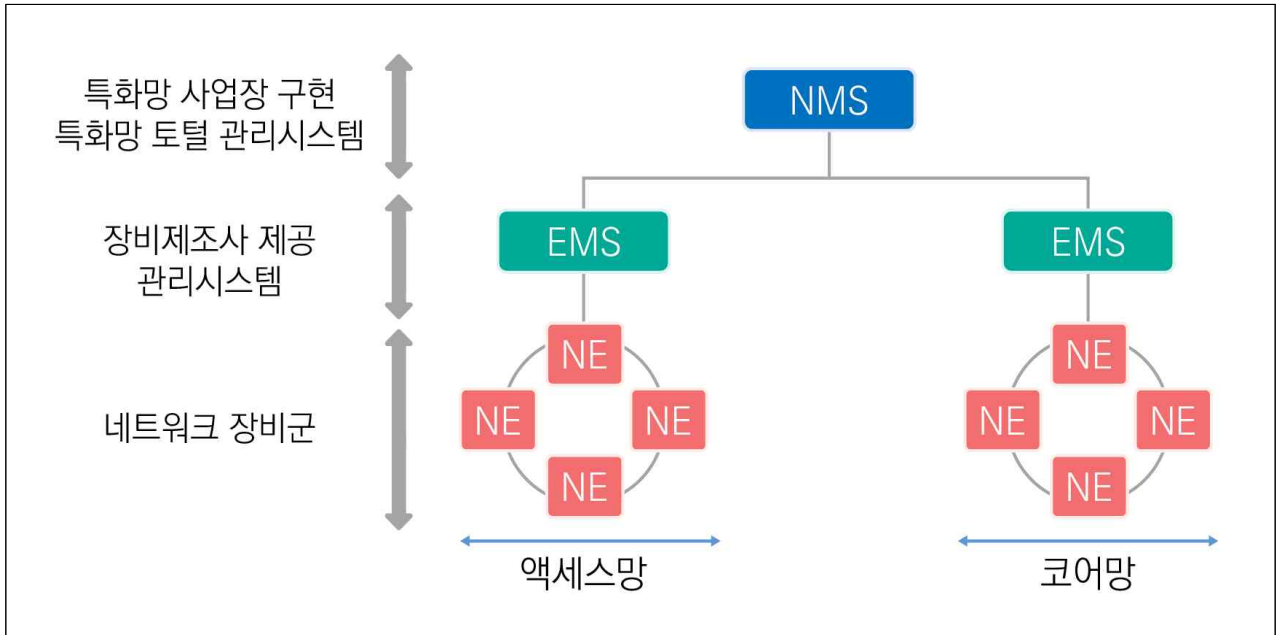 특화망 사업장 구현
특화망 토털 관리시스템
NMS
장비제조사 제공
관리시스템
EMS
EMS
네트워크 장비군
NE
NE
NE
NE
NE
NE
NE
NE
액세스망
코어망